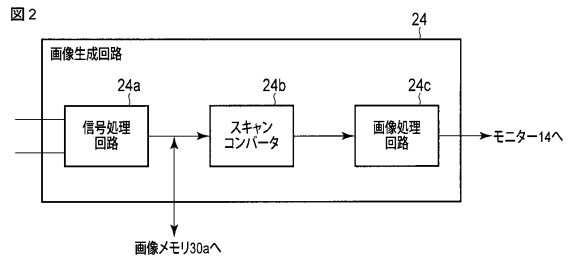 図2
24
画像生成回路
24a
24b
24c
信号処理
回路
スキャン
コンバータ
画像処理
回路
モニター14へ
画像メモリ30aへ